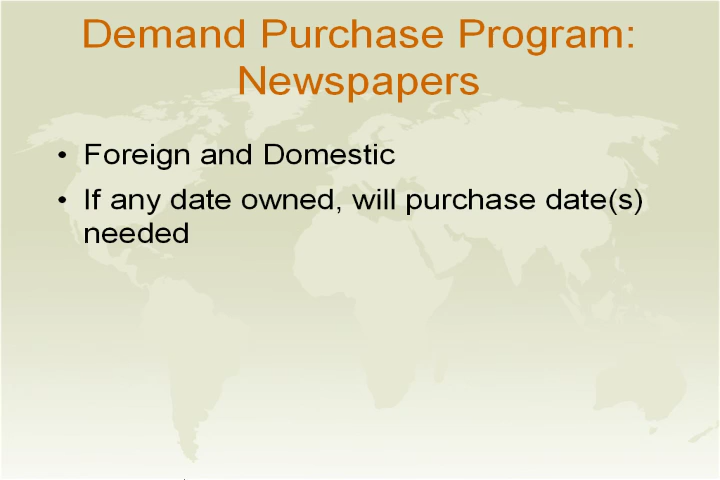 Demand Purchase Program:
Newspapers
• Foreign and Domestic
• If any date owned, will purchase date(s)
needed